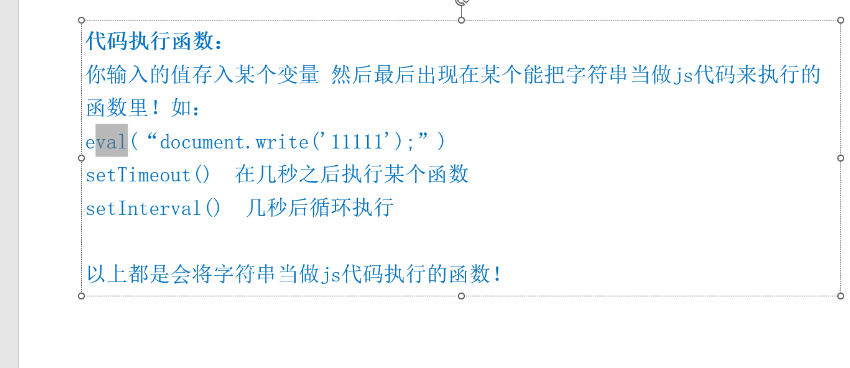 代码执行函数：
你输入的值存入某个变量 然后最后出现在某个能把字符串当做js代码来执行的
函数里！如：
eval(“document.write('11111');”)
setTimeout() 在几秒之后执行某个函数
setInterval() 几秒后循环执行
以上都是会将字符串当做js代码执行的函数！